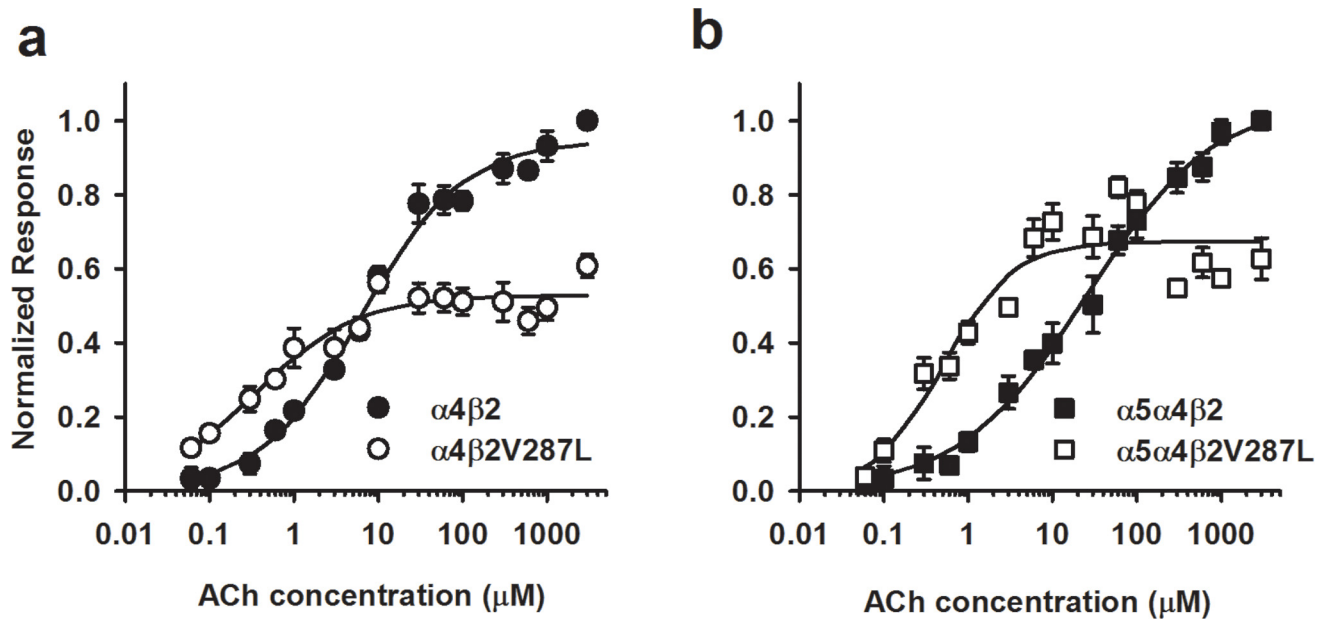 a
b
Normalized Response
1.0
0.8
0.6
0.4
0.2
0.0
α4β2
α4β2V287L
0.01 0.1 1 10 100 1000
ACh concentration (μM)
1.0
0.8
0.6
0.4
0.2
0.0
α5α4β2
α5α4β2V287L
0.01 0.1 1 10 100 1000
ACh concentration (μM)